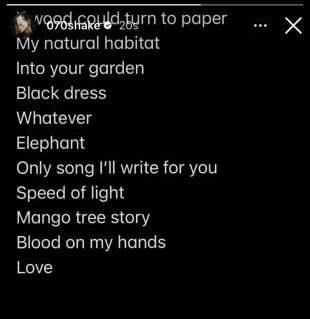 If wood could turn to paper
070shake 20s
My natural habitat
Into your garden
Black dress
Whatever
Elephant
Only song I'll write for you
Speed of light
Mango tree story
Blood on my hands
Love